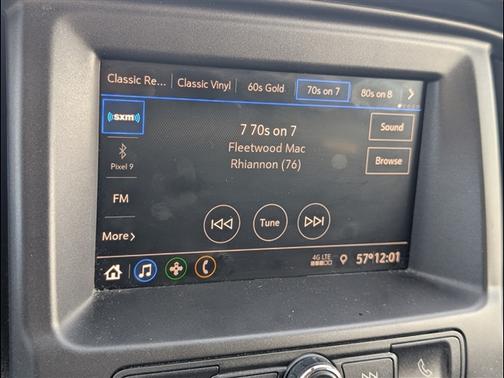 Classic Re... Classic Vinyl 60s Gold 70s on 7 80s on 8 >
sxm
7 70s on 7
Sound
Fleetwood Mac
Rhiannon (76)
Browse
Pixel 9
FM
Tune
More >
4G LTE
57° 12:01